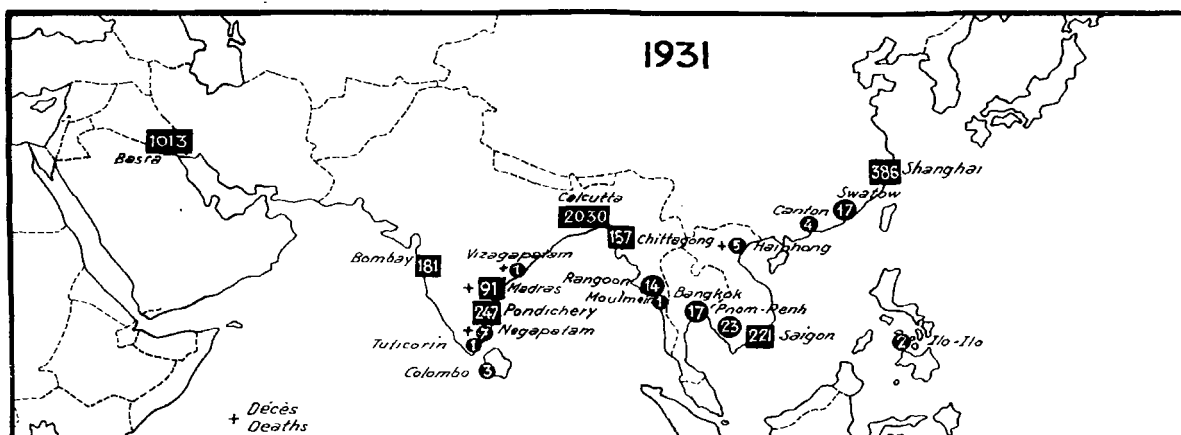 1931
1013
Basra
386 Shanghai
Swatow
17
Canton
4
Calcutta
2030
157 Chittagong
+ 5 Haiphong
Bombay 181
Vizagapatam
+ 1
Rangoon 14
Moulmein 1
+ 91 Madras
Bangkok
17
Pnom-Penh
23
247 Pondichery
+ Negapatam
221 Saigon
Tuticorin 1
2 Ilo-Ilo
Colombo 3
+ Décès
Deaths